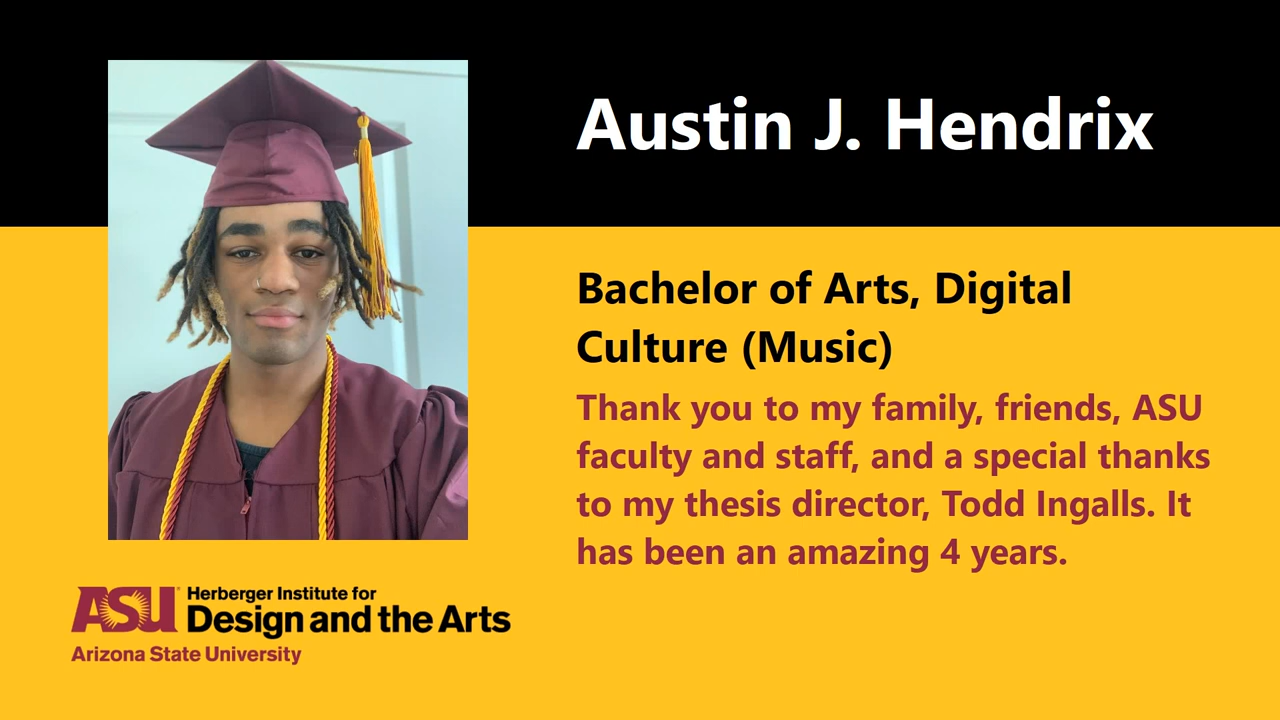 Austin J. Hendrix
Bachelor of Arts, Digital
Culture (Music)
Thank you to my family, friends, ASU
faculty and staff, and a special thanks
to my thesis director, Todd Ingalls. It
has been an amazing 4 years.
ASU Herberger Institute for
Design and the Arts
Arizona State University